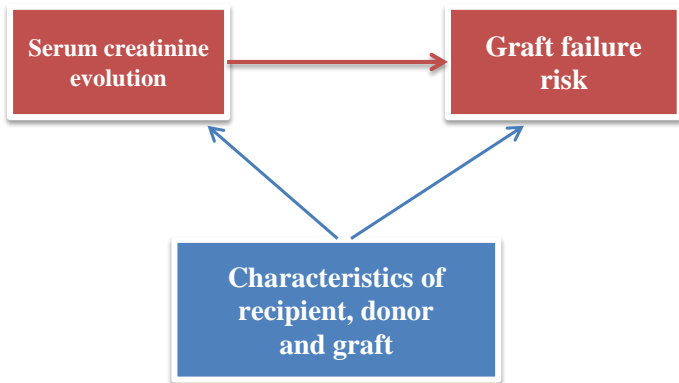 Serum creatinine
evolution
Graft failure
risk
Characteristics of
recipient, donor
and graft